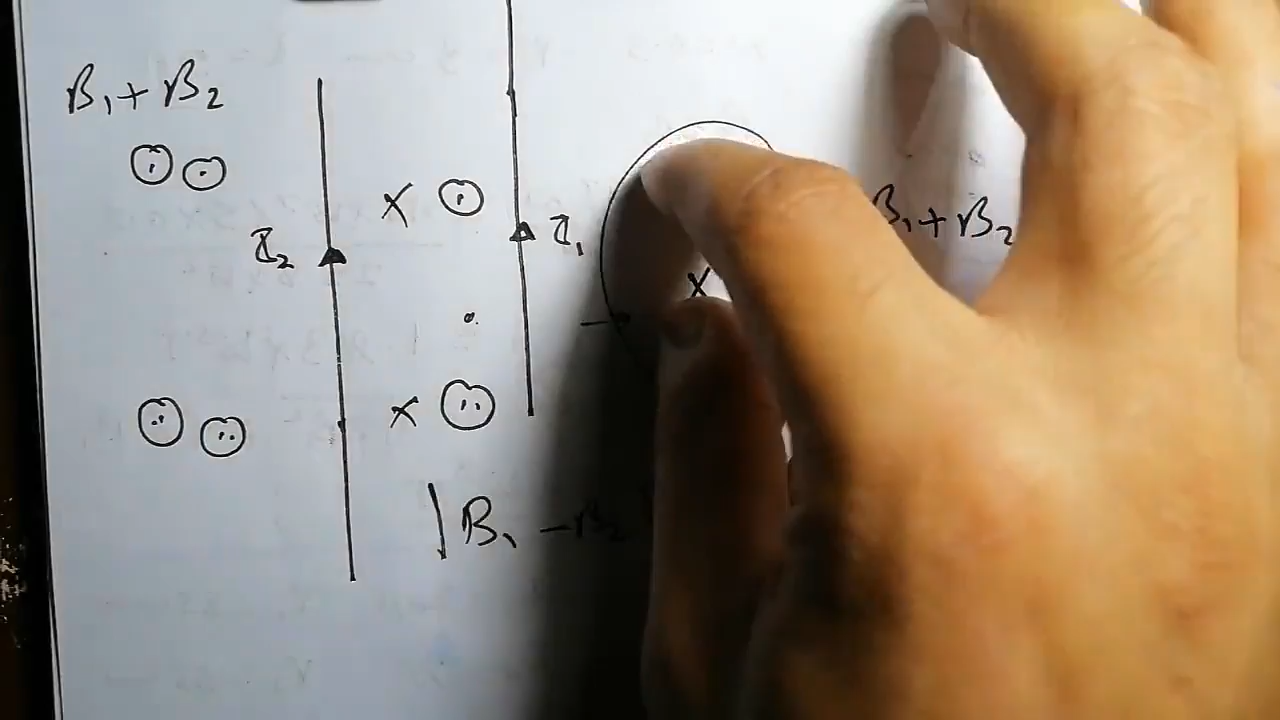 B₁ + B₂
I₂
I₁
B₁ + B₂
X
X
X
| B₁ - B₂